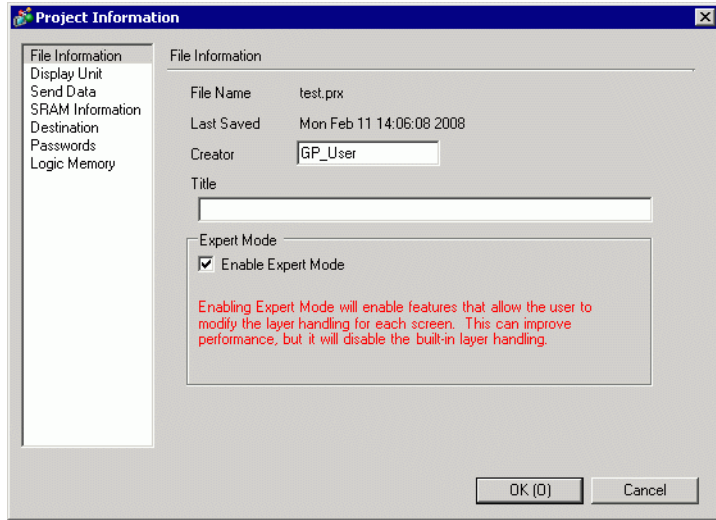 Project Information
File Information
Display Unit
Send Data
SRAM Information
Destination
Passwords
Logic Memory
File Information
File Name test.prx
Last Saved Mon Feb 11 14:06:08 2008
Creator GP_User
Title
Expert Mode
Enable Expert Mode
Enabling Expert Mode will enable features that allow the user to
modify the layer handling for each screen. This can improve
performance, but it will disable the built-in layer handling.
OK (O)
Cancel